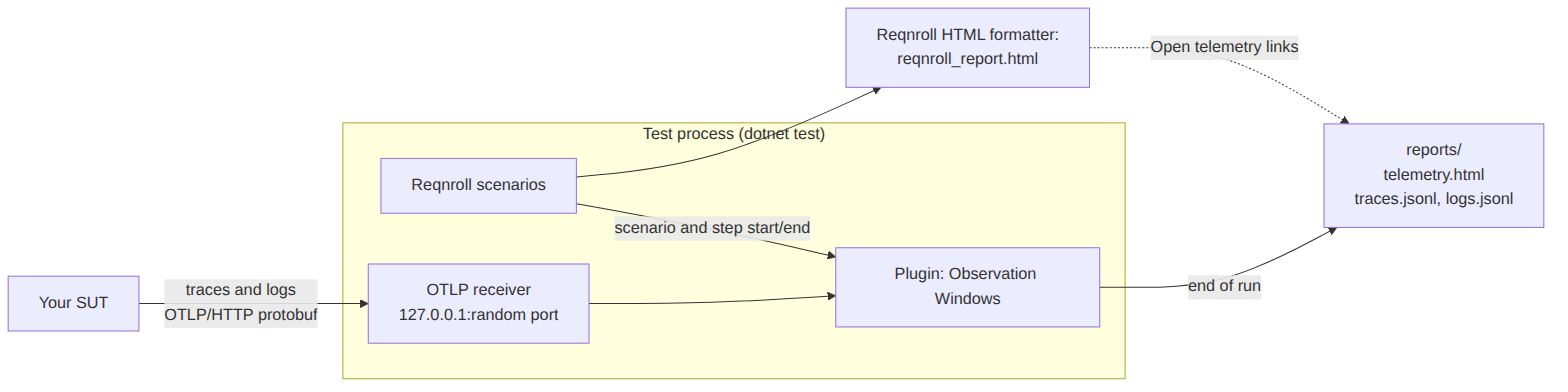 Reqnroll HTML formatter:
reqnroll_report.html
Open telemetry links
Test process (dotnet test)
reports/
telemetry.html
traces.jsonl, logs.jsonl
Reqnroll scenarios
scenario and step start/end
Your SUT
traces and logs
OTLP/HTTP protobuf
OTLP receiver
127.0.0.1:random port
Plugin: Observation
Windows
end of run